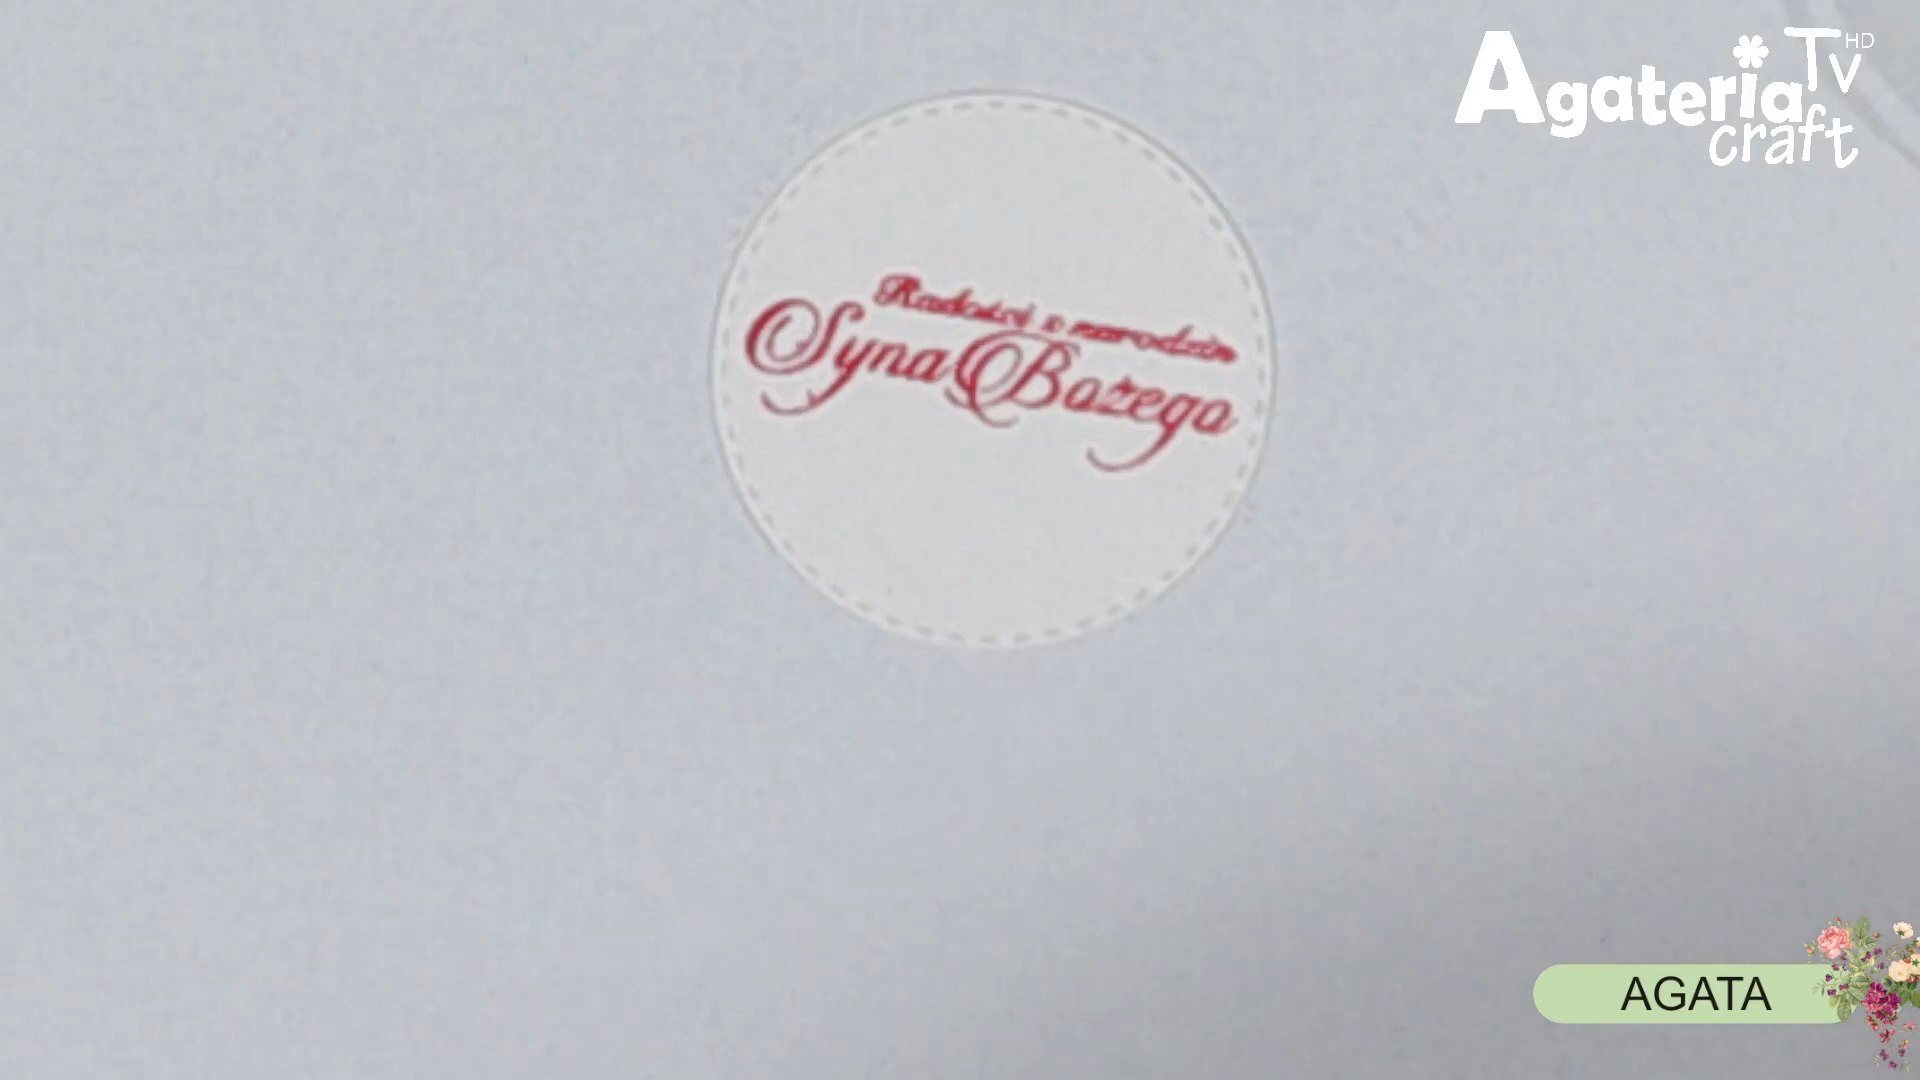 Agateria
Tv HD
craft
Radości z narodzin
Syna Bożego
AGATA